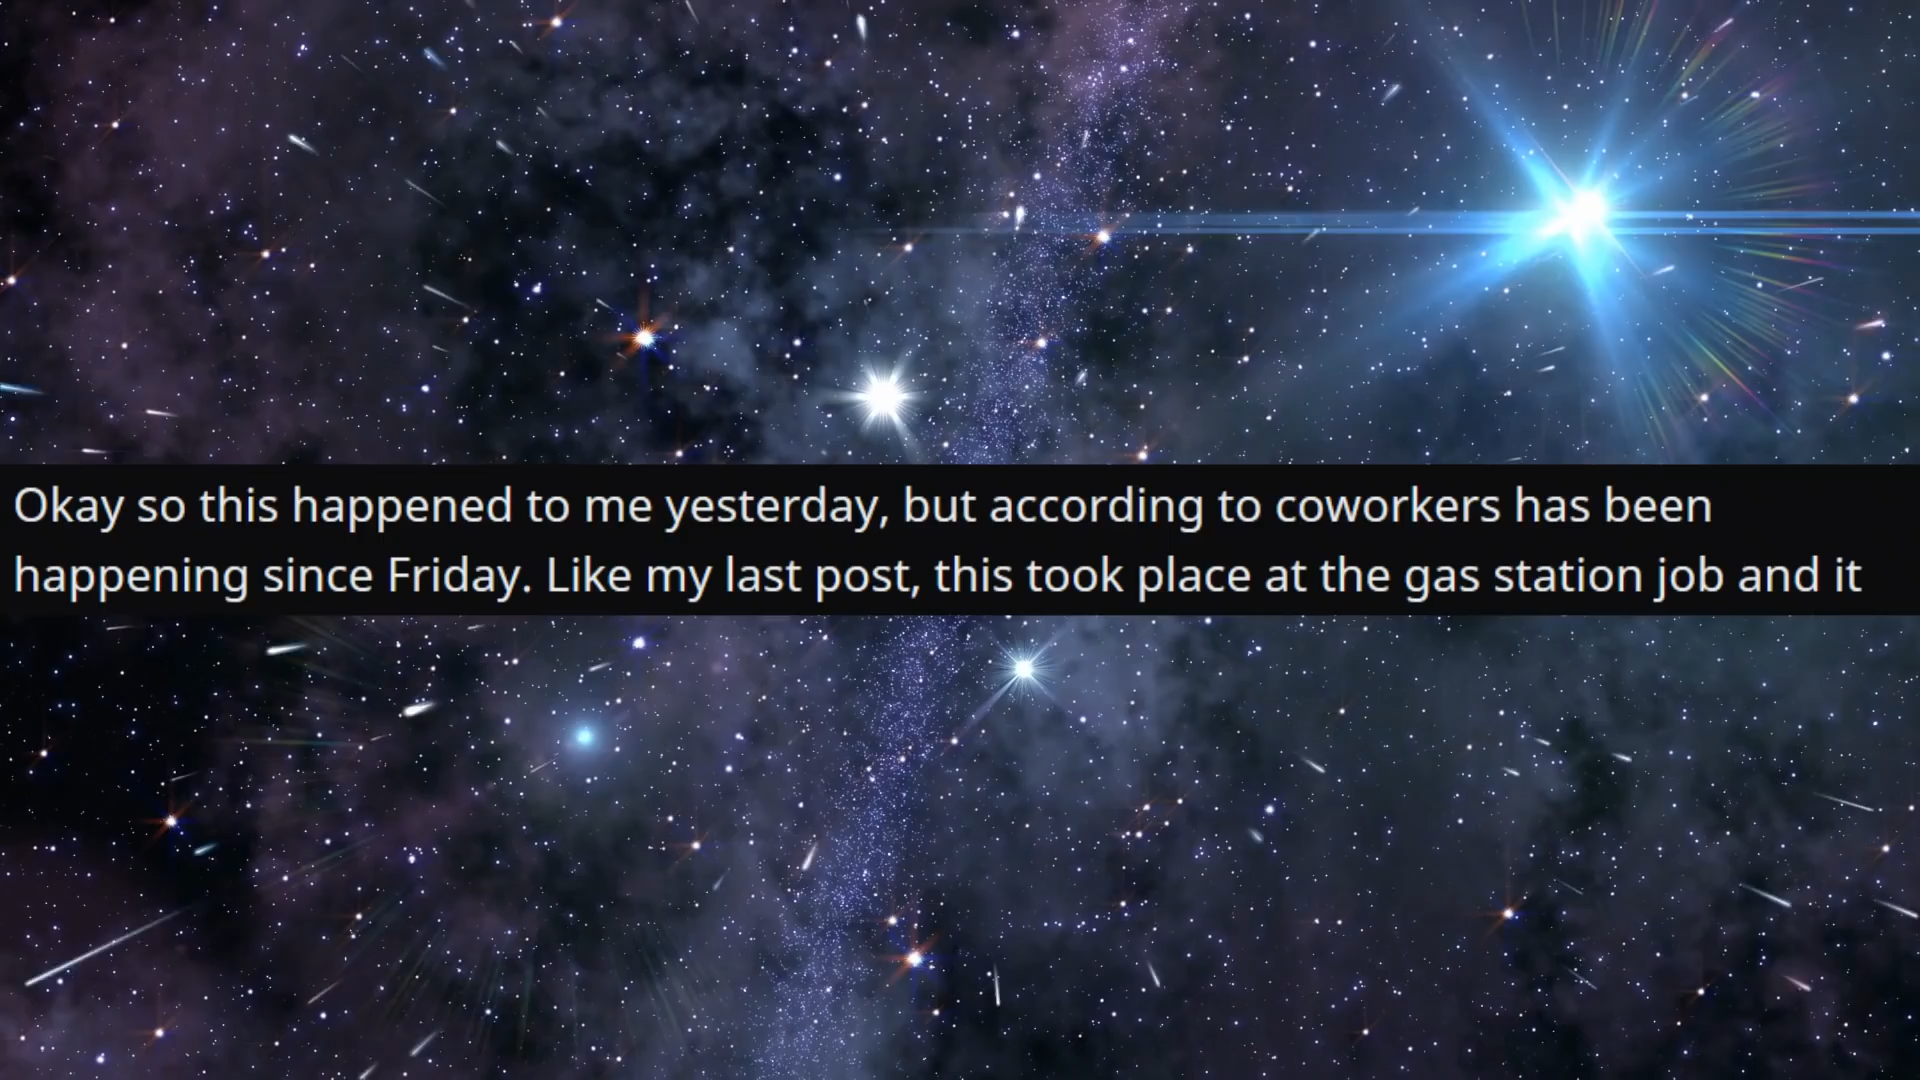 Okay so this happened to me yesterday, but according to coworkers has been
happening since Friday. Like my last post, this took place at the gas station job and it